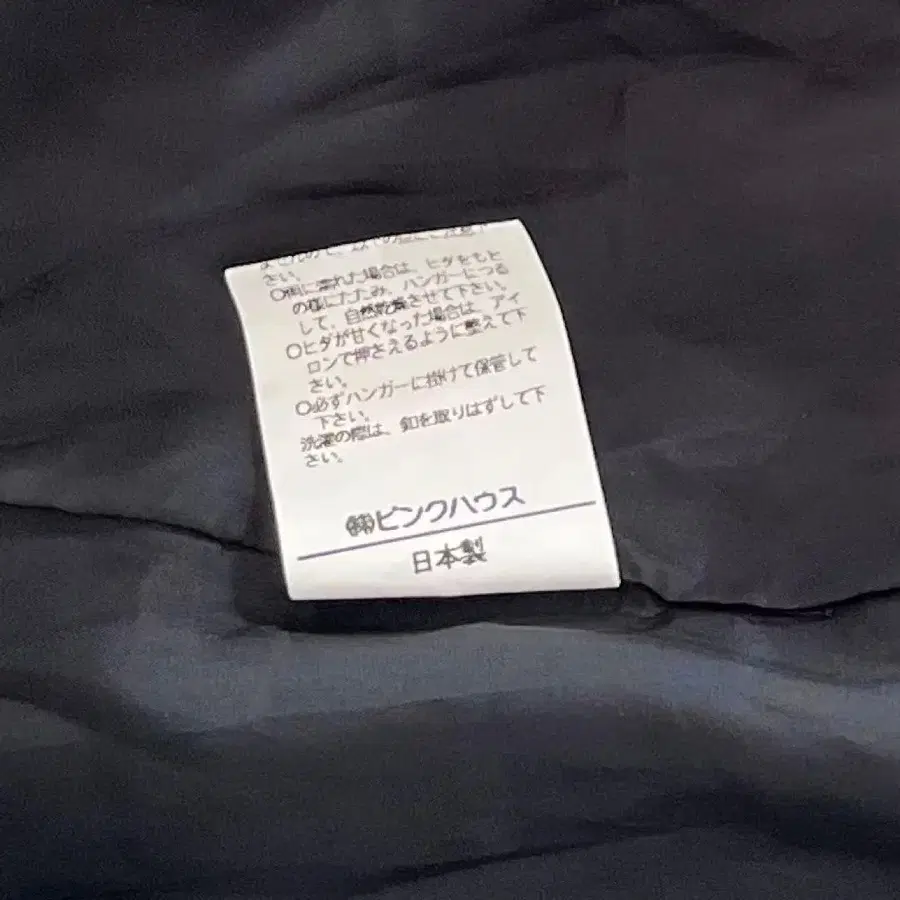 ませんので、
さい。
○雨に濡れた場合は、ヒダをもと
の様にたたみ、ハンガーにつる
して、自然乾燥させて下さい。
○ヒダが甘くなった場合は、アイ
ロンで押さえるように整えて下
さい。
○必ずハンガーに掛けて保管して
下さい。
洗濯の際は、釦を取りはずして下
さい。
㈱ピンクハウス
日本製